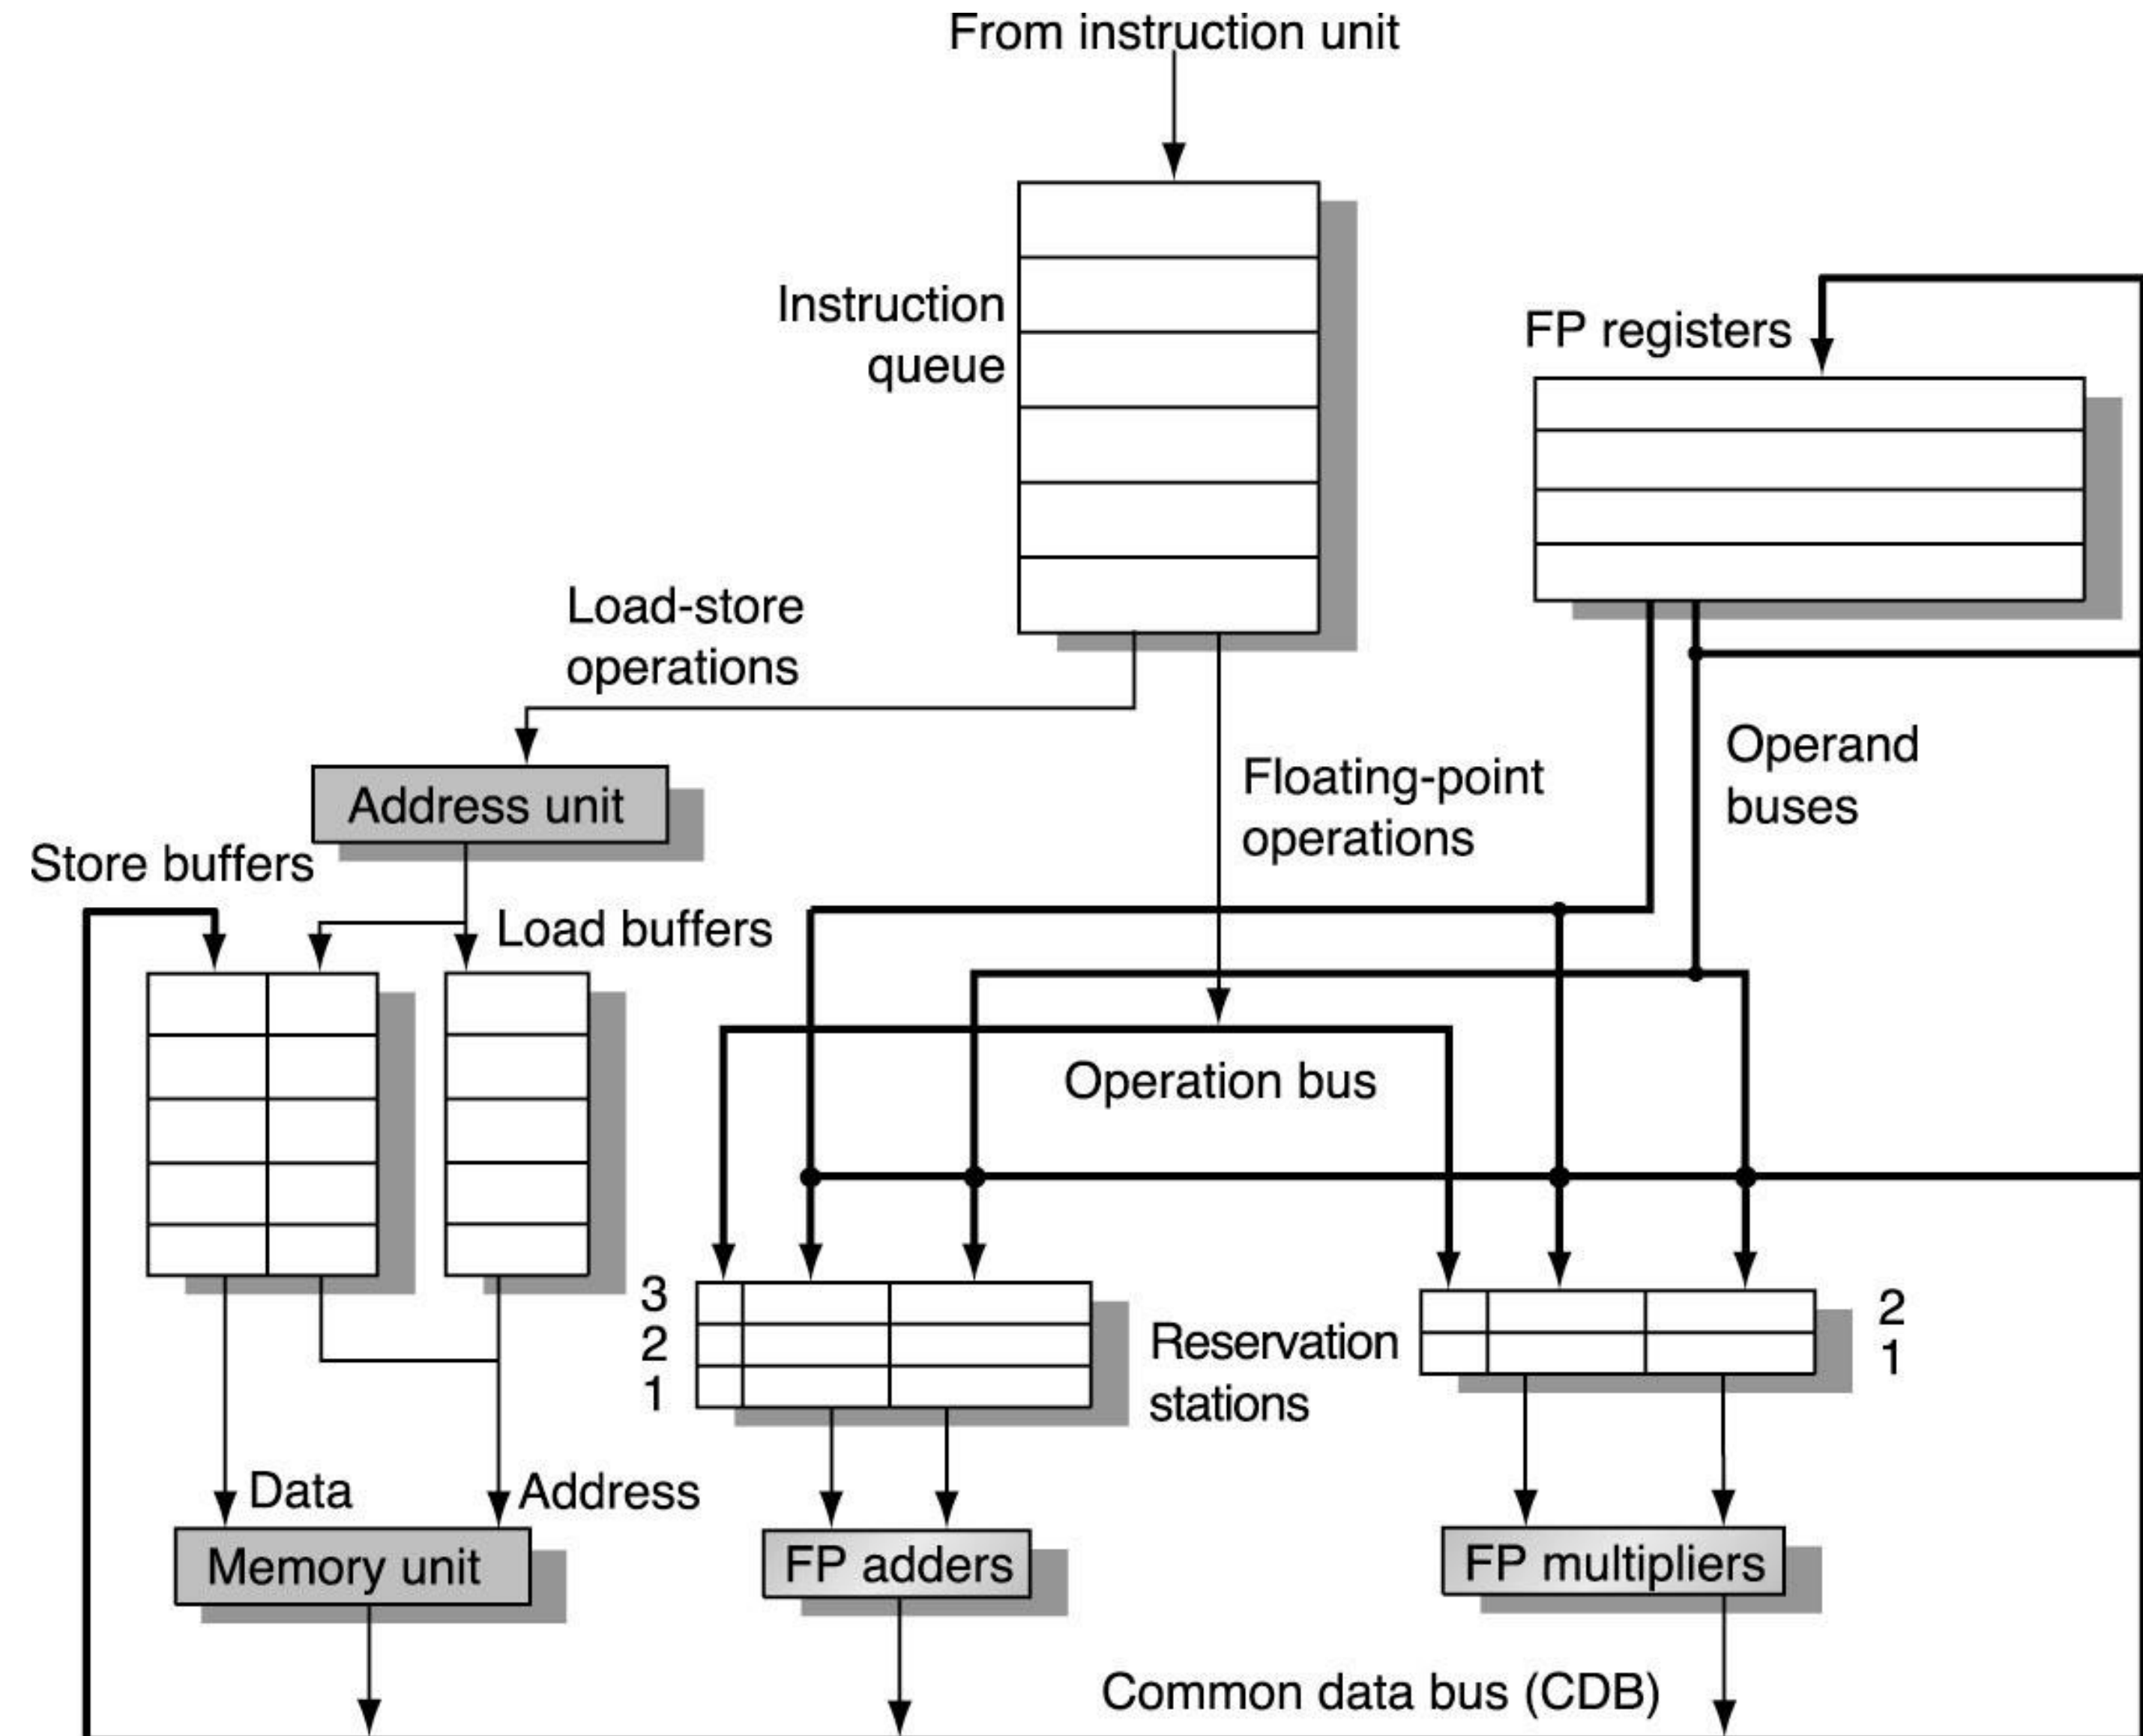 From instruction unit
Instruction
queue
FP registers
Load-store
operations
Operand
buses
Floating-point
operations
Address unit
Store buffers
Load buffers
Operation bus
3
2
1
Reservation
stations
2
1
Data
Address
Memory unit
FP adders
FP multipliers
Common data bus (CDB)